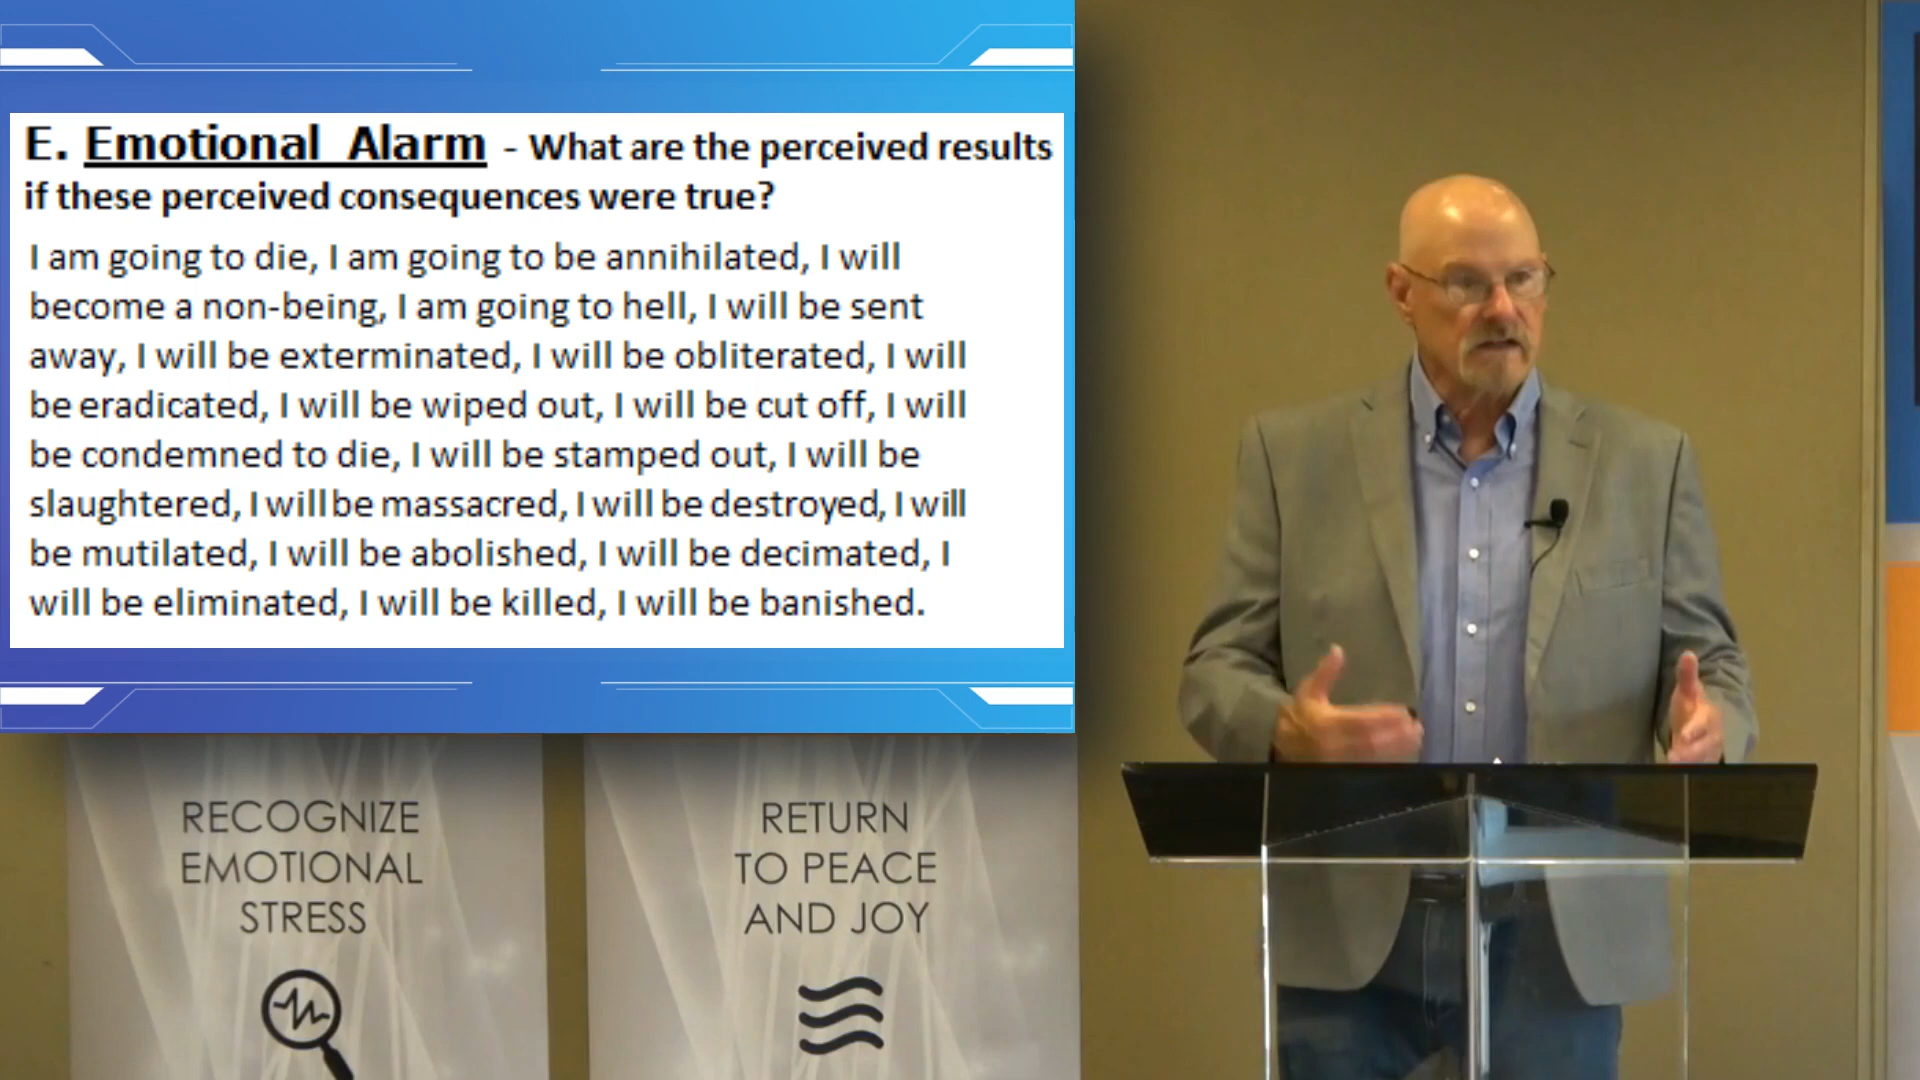 E. Emotional Alarm - What are the perceived results
if these perceived consequences were true?
I am going to die, I am going to be annihilated, I will
become a non-being, I am going to hell, I will be sent
away, I will be exterminated, I will be obliterated, I will
be eradicated, I will be wiped out, I will be cut off, I will
be condemned to die, I will be stamped out, I will be
slaughtered, I will be massacred, I will be destroyed, I will
be mutilated, I will be abolished, I will be decimated, I
will be eliminated, I will be killed, I will be banished.
RECOGNIZE
EMOTIONAL
STRESS
RETURN
TO PEACE
AND JOY